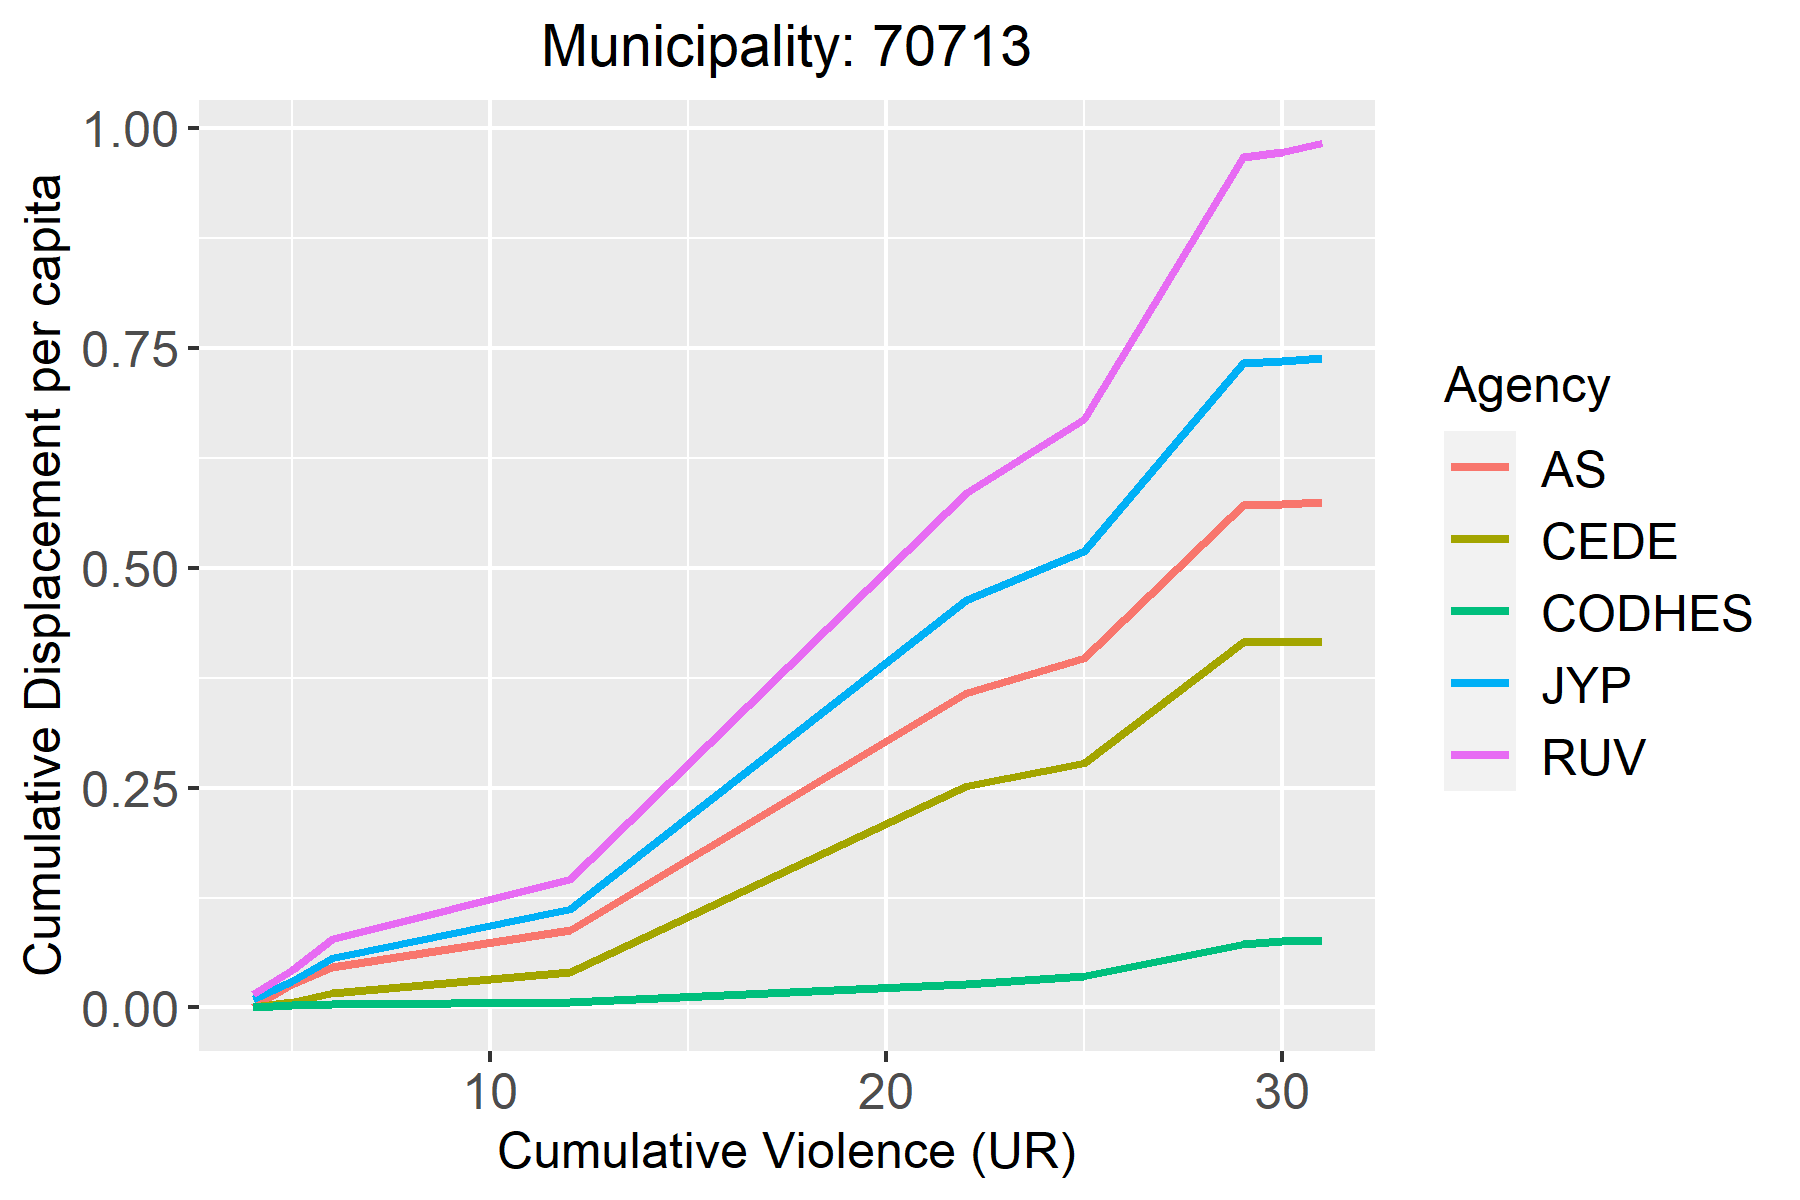 Municipality: 70713
Cumulative Displacement per capita
1.00
0.75
0.50
0.25
0.00
10 20 30
Cumulative Violence (UR)
Agency
AS
CEDE
CODHES
JYP
RUV